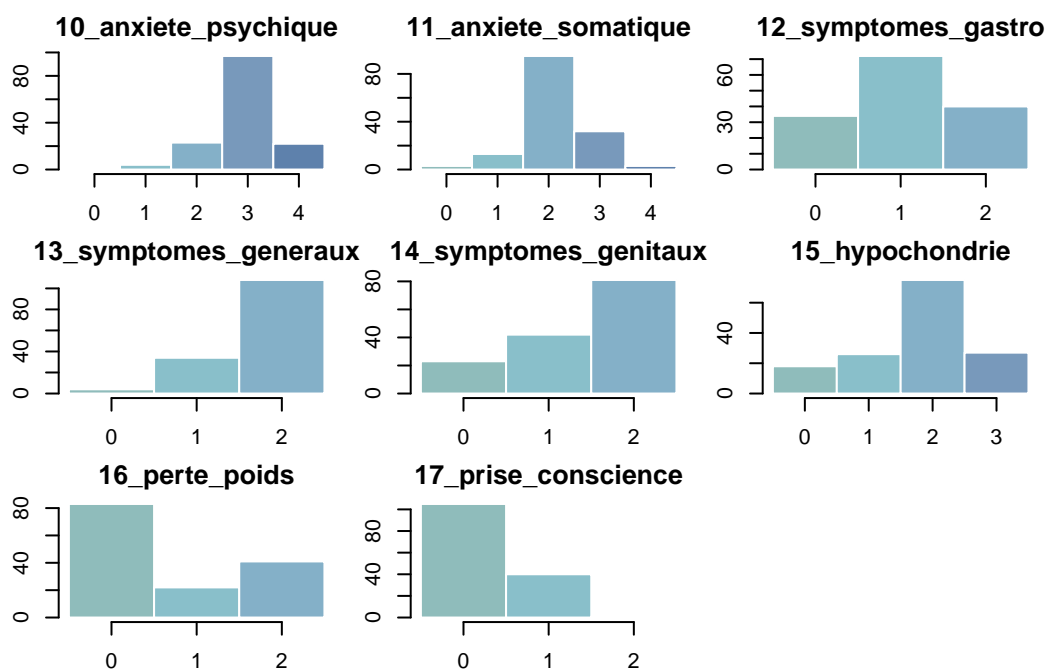 10_anxiete_psychique
80
40
0
0 1 2 3 4
11_anxiete_somatique
80
40
0
0 1 2 3 4
12_symptomes_gastro
60
30
0
0 1 2
13_symptomes_generaux
80
40
0
0 1 2
14_symptomes_genitaux
80
40
0
0 1 2
15_hypochondrie
40
0
0 1 2 3
16_perte_poids
80
40
0
0 1 2
17_prise_conscience
80
40
0
0 1 2